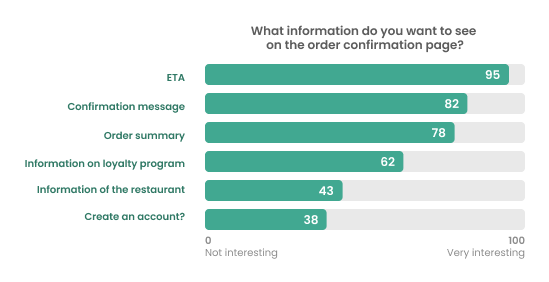 What information do you want to see
on the order confirmation page?
ETA 95
Confirmation message 82
Order summary 78
Information on loyalty program 62
Information of the restaurant 43
Create an account? 38
0 100
Not interesting Very interesting